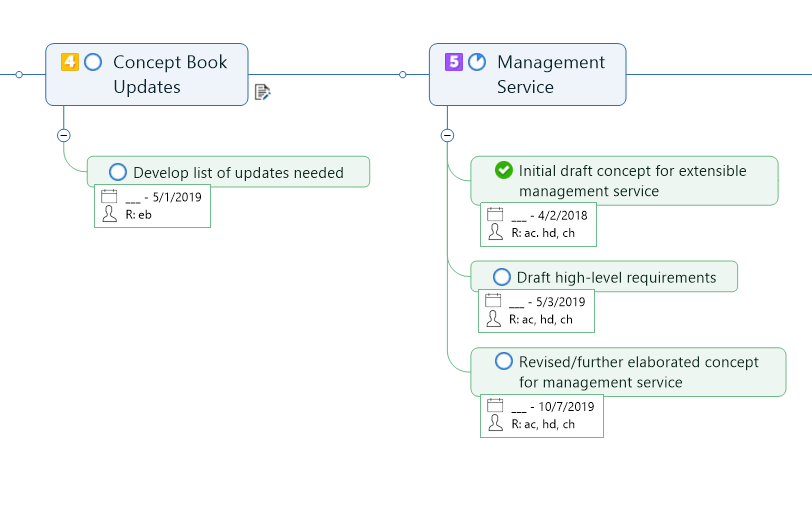 4 Concept Book
Updates
Develop list of updates needed
___ - 5/1/2019
R: eb
5 Management
Service
Initial draft concept for extensible
management service
___ - 4/2/2018
R: ac. hd, ch
Draft high-level requirements
___ - 5/3/2019
R: ac, hd, ch
Revised/further elaborated concept
for management service
___ - 10/7/2019
R: ac, hd, ch